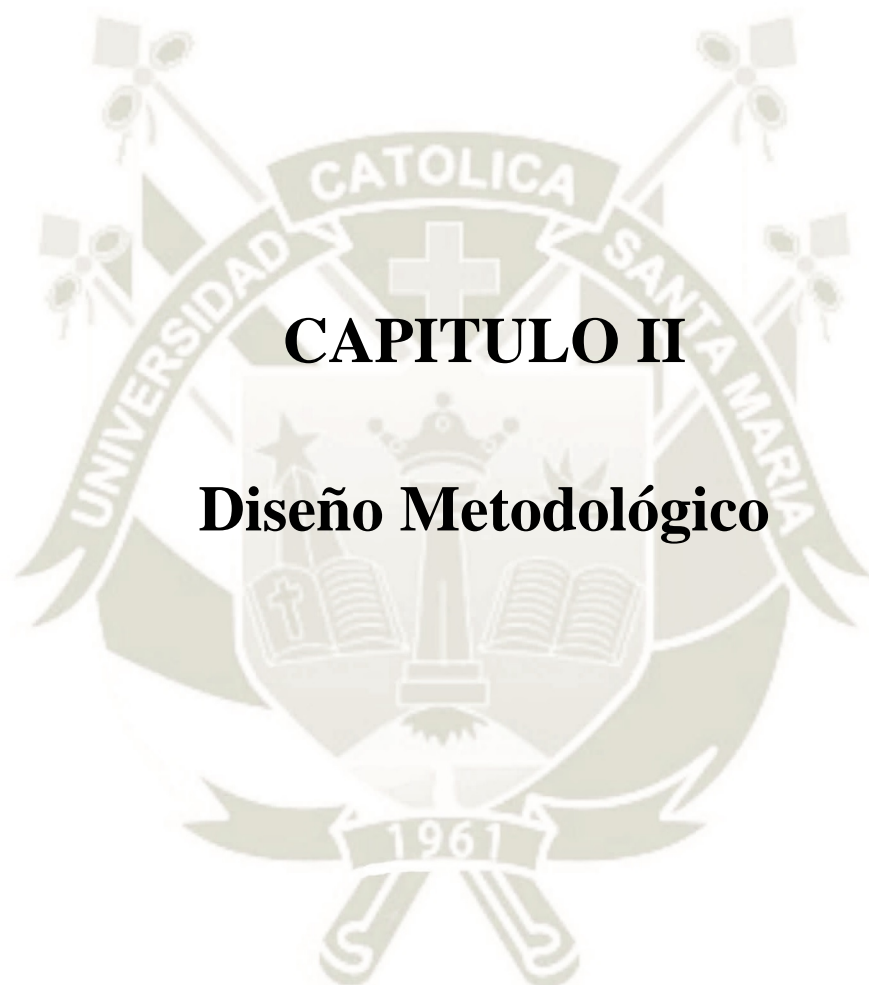 CATOLICA
UNIVERSIDAD
SANTA MARIA
CAPITULO II
Diseño Metodológico
1961